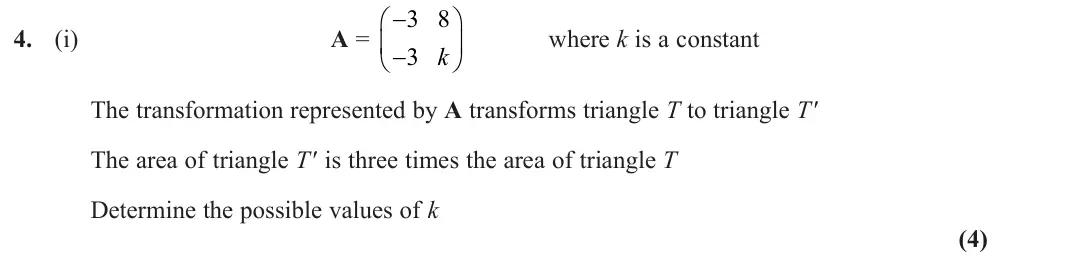 4. (i) A = (−3 8
−3 k) where k is a constant
The transformation represented by A transforms triangle T to triangle T′
The area of triangle T′ is three times the area of triangle T
Determine the possible values of k
(4)